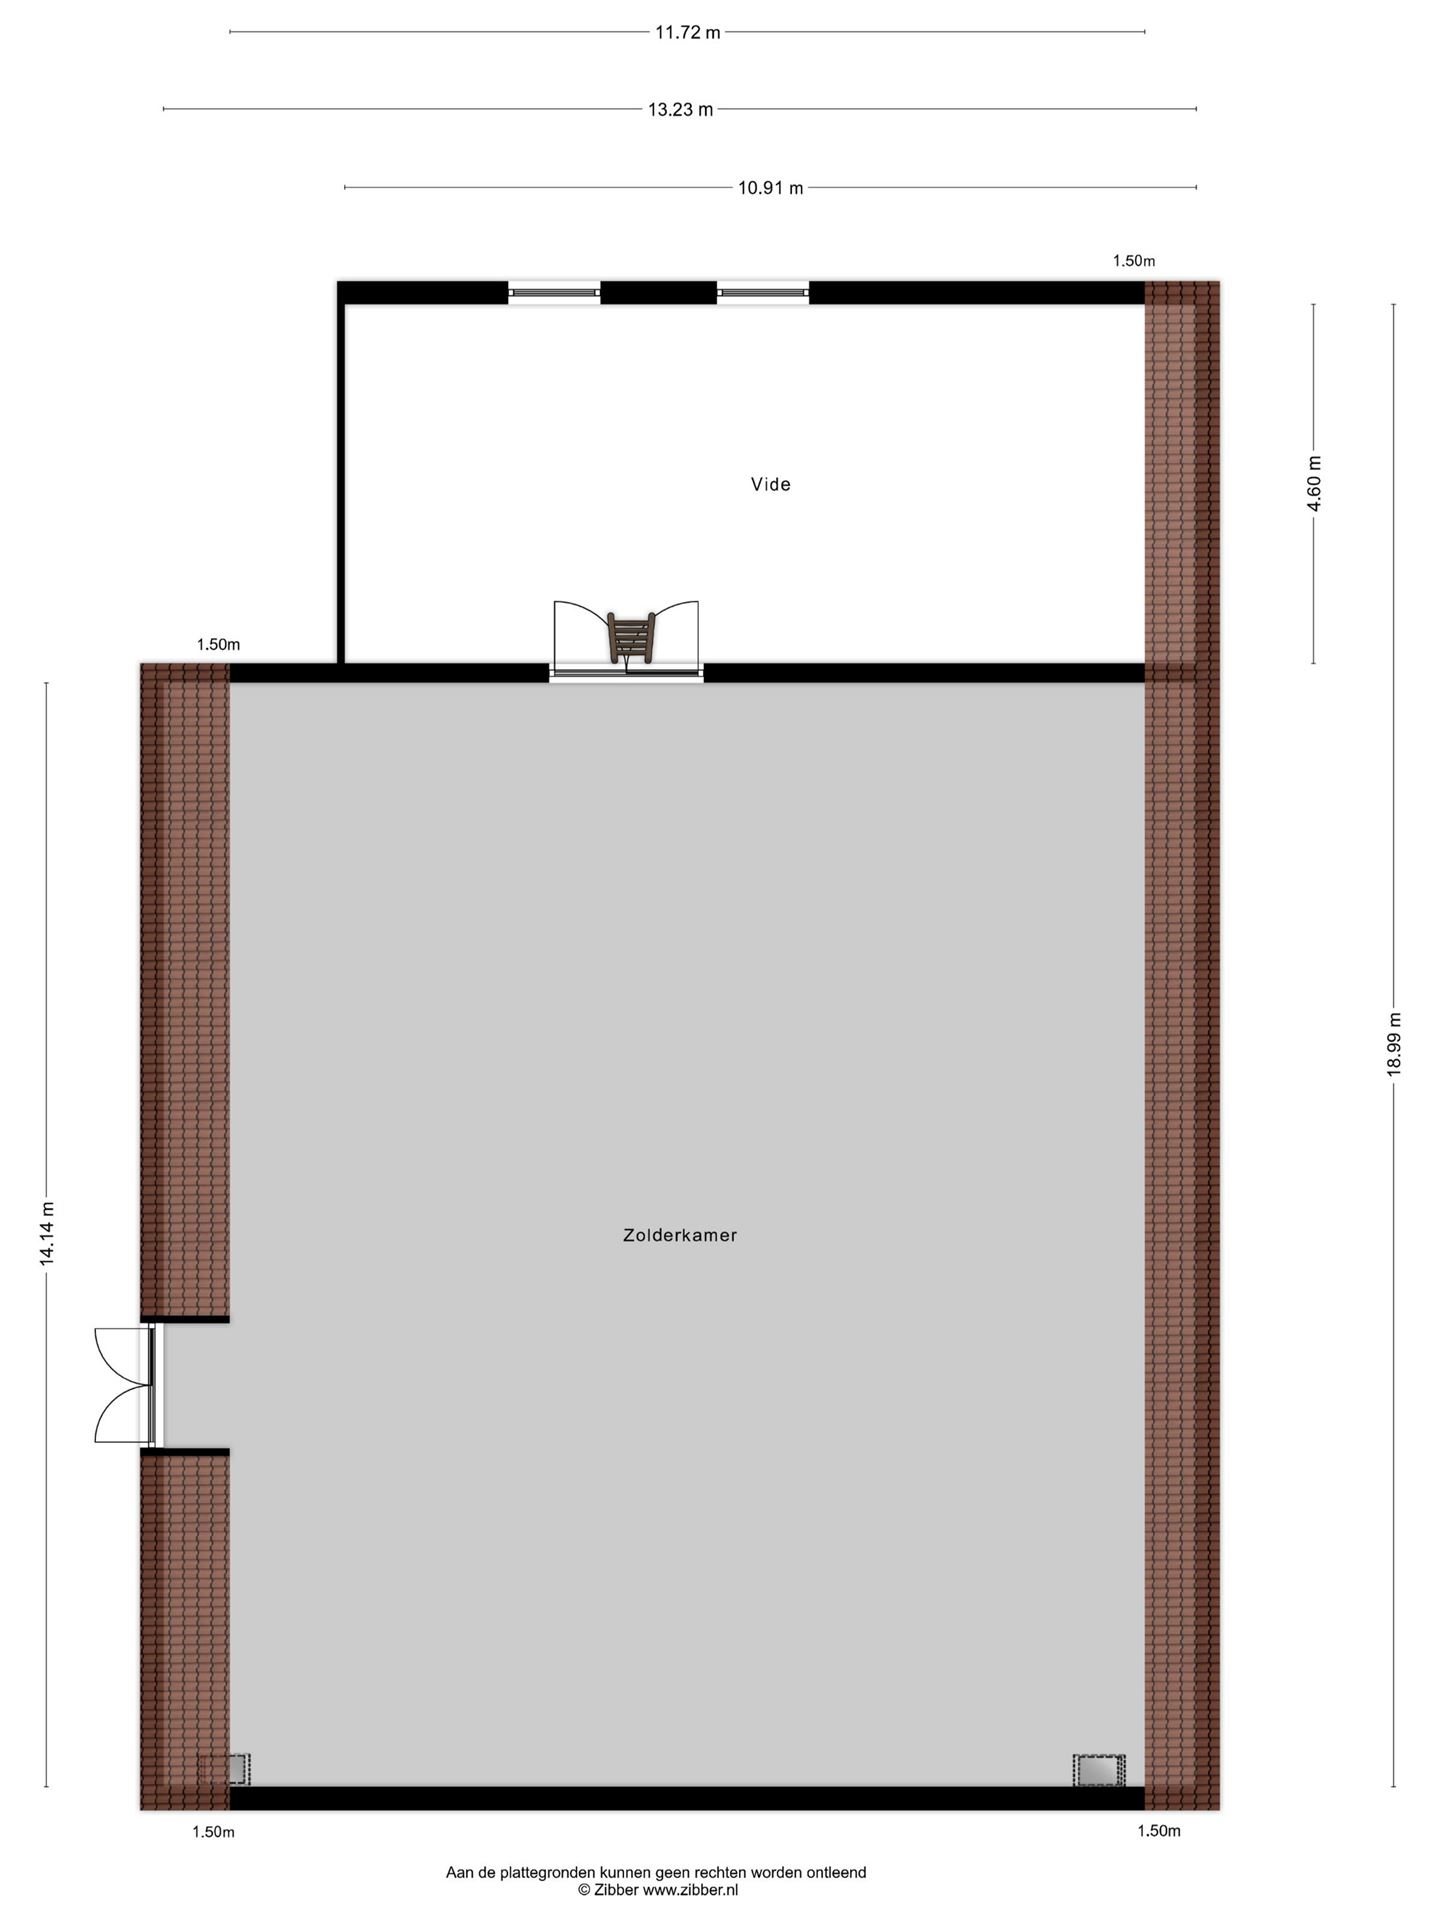 11.72 m
13.23 m
10.91 m
1.50m
Vide
4.60 m
1.50m
18.99 m
14.14 m
Zolderkamer
1.50m
1.50m
Aan de plattegronden kunnen geen rechten worden ontleend
© Zibber www.zibber.nl